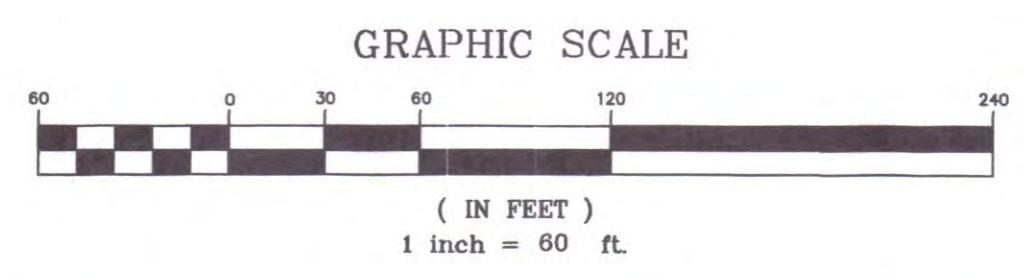 GRAPHIC SCALE
60 0 30 60 120 240
( IN FEET )
1 inch = 60 ft.